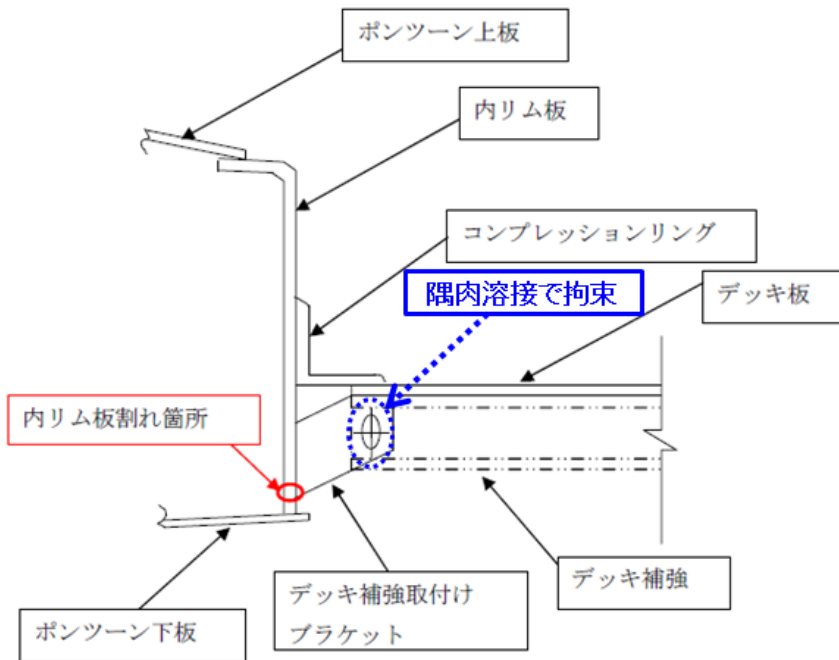 ポンツーン上板
内リム板
コンプレッションリング
隅肉溶接で拘束
デッキ板
内リム板割れ箇所
デッキ補強
デッキ補強取付け
ブラケット
ポンツーン下板